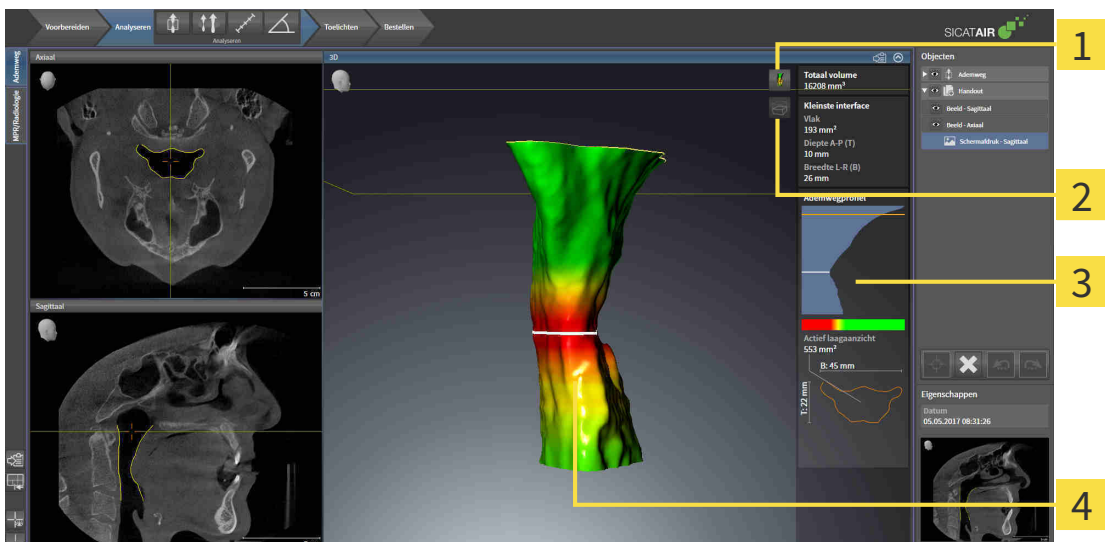 Voorbereiden
Analyseren
Analyseren
Toelichten
Bestellen
SICATAIR
1
Ademweg
MPR/Radiologie
Axiaal
5 cm
Sagittaal
3D
Totaal volume
16208 mm³
Kleinste interface
Vlak
193 mm²
Diepte A-P (T)
10 mm
Breedte L-R (B)
26 mm
Ademwegprofiel
Actief laagaanzicht
553 mm²
B: 45 mm
T: 22 mm
Objecten
Ademweg
Handout
Beeld - Sagittaal
Beeld - Axiaal
Schermafdruk - Sagittaal
2
3
Eigenschappen
Datum
05.05.2017 08:31:26
4